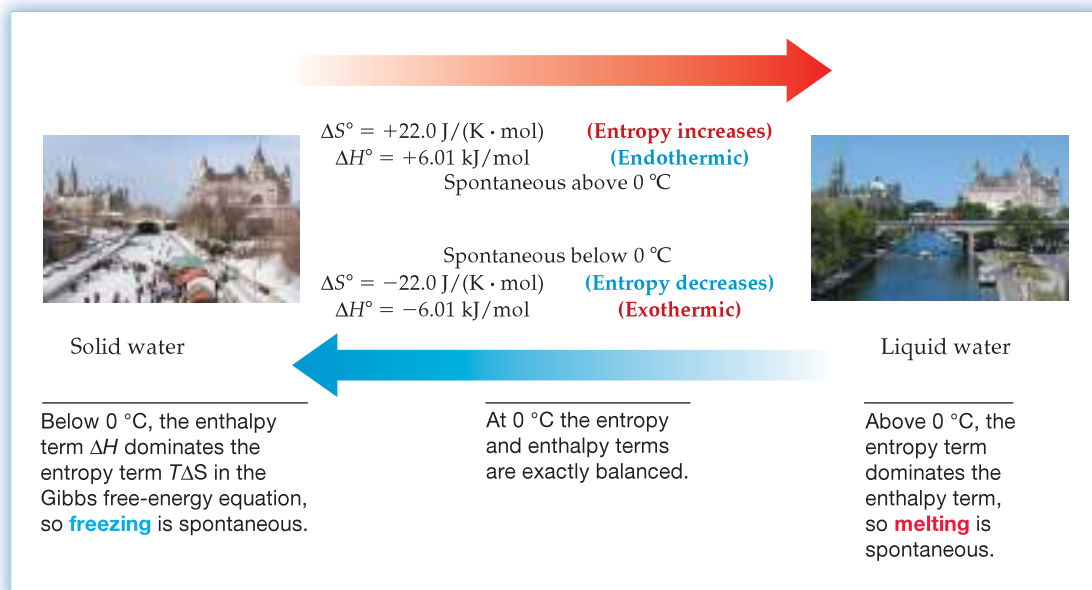 ΔS° = +22.0 J/(K · mol) (Entropy increases)
ΔH° = +6.01 kJ/mol (Endothermic)
Spontaneous above 0 °C
Spontaneous below 0 °C
ΔS° = −22.0 J/(K · mol) (Entropy decreases)
ΔH° = −6.01 kJ/mol (Exothermic)
Solid water
Liquid water
Below 0 °C, the enthalpy
term ΔH dominates the
entropy term TΔS in the
Gibbs free-energy equation,
so freezing is spontaneous.
At 0 °C the entropy
and enthalpy terms
are exactly balanced.
Above 0 °C, the
entropy term
dominates the
enthalpy term,
so melting is
spontaneous.